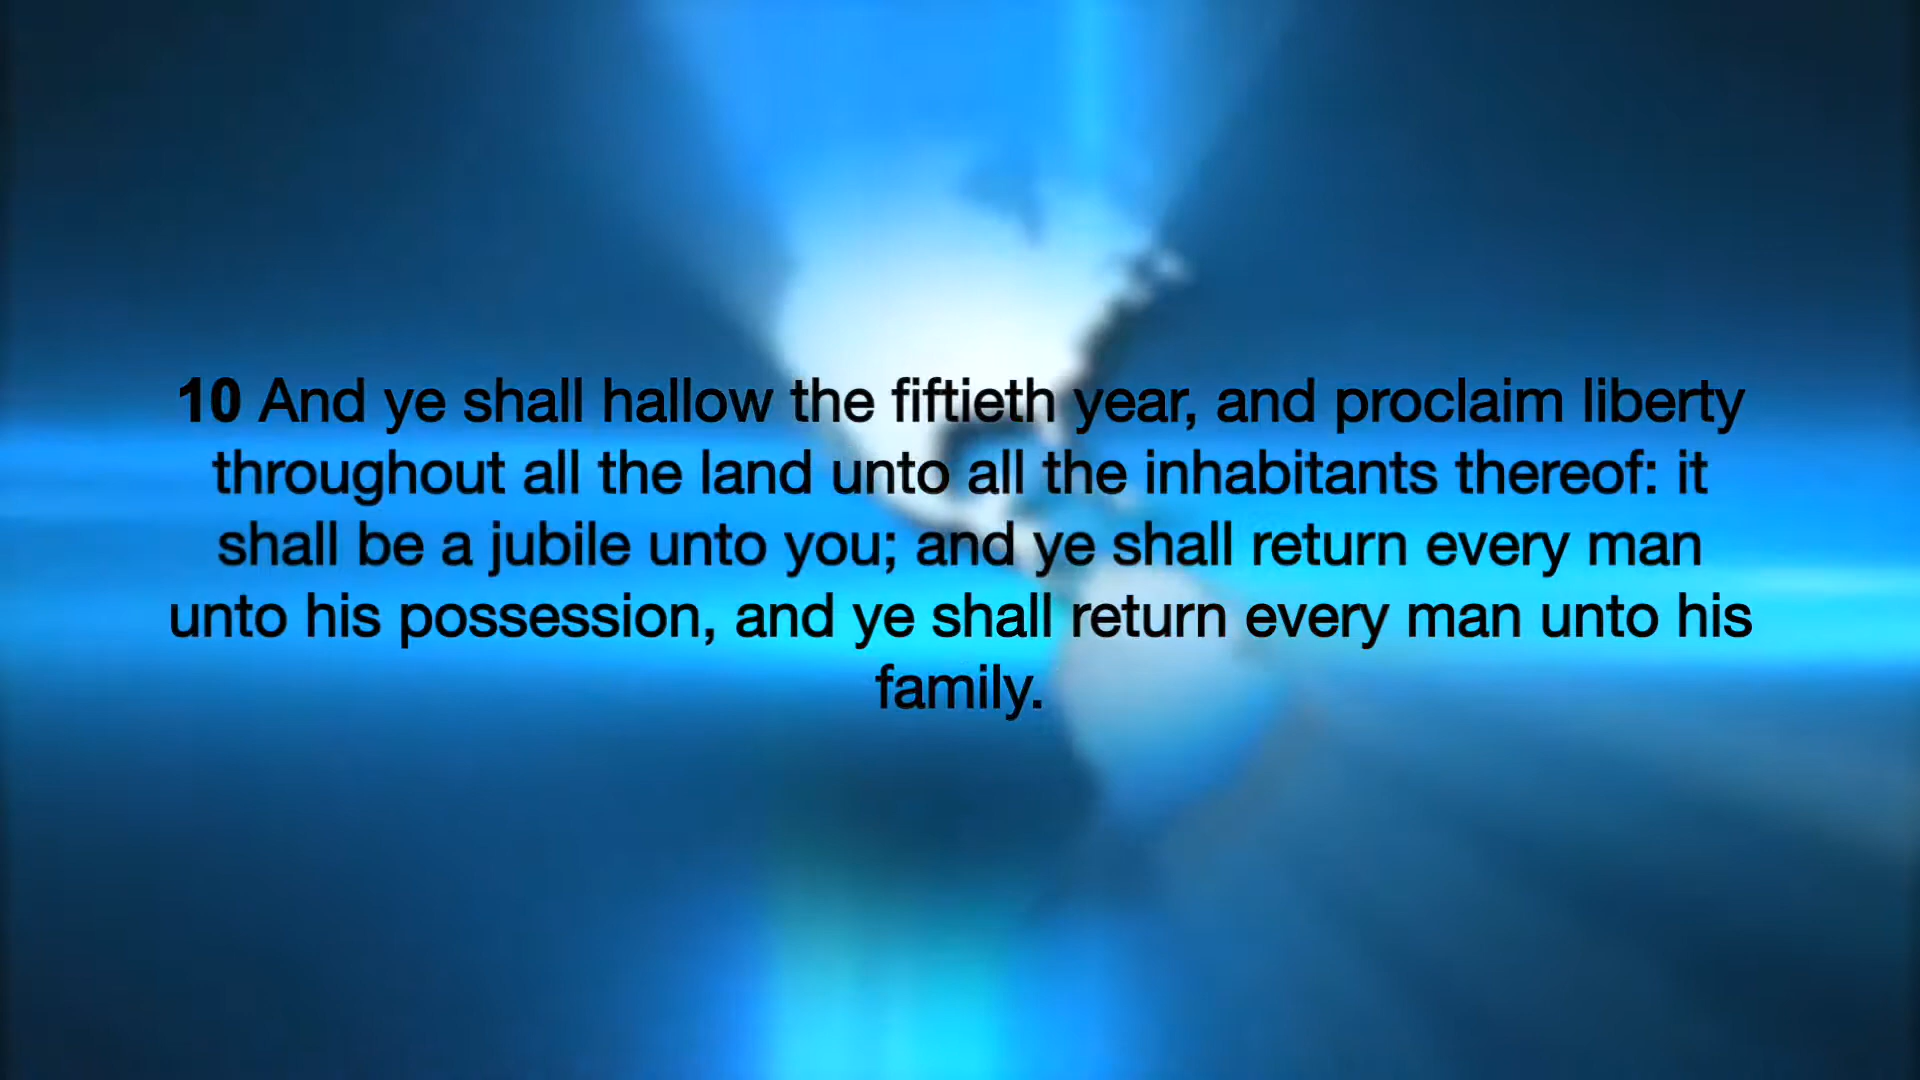 10 And ye shall hallow the fiftieth year, and proclaim liberty
throughout all the land unto all the inhabitants thereof: it
shall be a jubile unto you; and ye shall return every man
unto his possession, and ye shall return every man unto his
family.